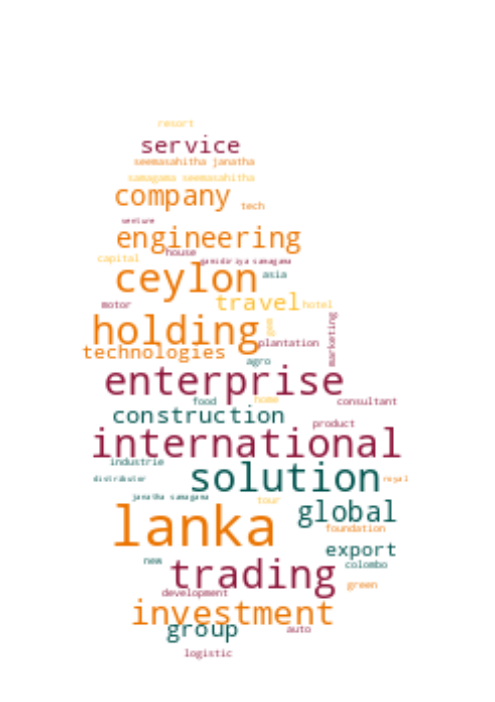 resort
service
seemasahitha janatha
samagama seemasahitha
company
tech
venture
engineering
house
gamidiriya samagama
capital
ceylon
asia
motor
travel
hotel
holding
marketing
plantation
technologies
agro
enterprise
food
home
consultant
construction
product
international
industrie
solution
distributor
royal
janatha samagama
tour
global
lanka
foundation
export
new
colombo
trading
green
development
investment
group
auto
logistic